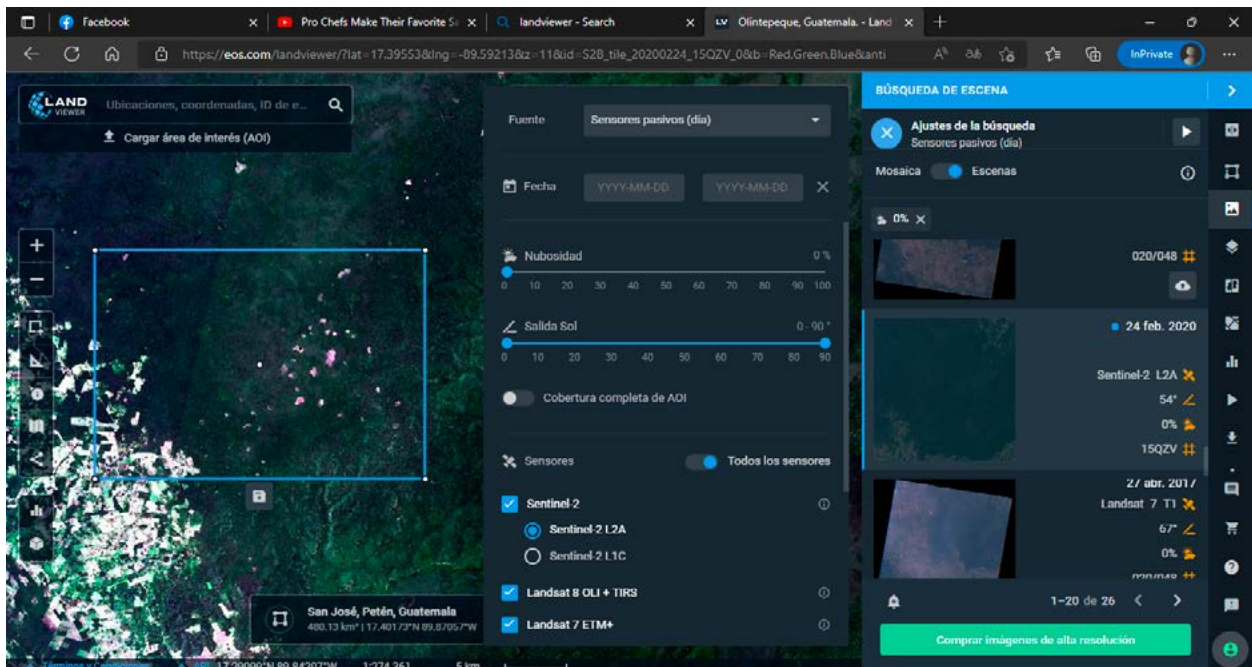 Facebook
Pro Chefs Make Their Favorite Sa
landviewer - Search
Olintepeque, Guatemala. - Land
https://eos.com/landviewer/?lat=17.39553&lng=-89.59213&z=11&id=S2B_tile_20200224_15QZV_0&b=Red.Green.Blue&anti
InPrivate
LAND
VIEWER
Ubicaciones, coordenadas, ID de e...
Cargar área de interés (AOI)
Fuente
Sensores pasivos (día)
Fecha
YYYY-MM-DD
YYYY-MM-DD
Nubosidad
0 %
0 10 20 30 40 50 60 70 80 90 100
Salida Sol
0 - 90 °
0 10 20 30 40 50 60 70 80 90
Cobertura completa de AOI
Sensores
Todos los sensores
Sentinel-2
Sentinel-2 L2A
Sentinel-2 L1C
Landsat 8 OLI + TIRS
Landsat 7 ETM+
San José, Petén, Guatemala
480.13 km² | 17.40173°N 89.87057°W
Términos y Condiciones
17.29099°N 89.84207°W
1:274.361
5 km
BÚSQUEDA DE ESCENA
Ajustes de la búsqueda
Sensores pasivos (día)
Mosaica
Escenas
0%
020/048
24 feb. 2020
Sentinel-2 L2A
54°
0%
15QZV
27 abr. 2017
Landsat 7 T1
67°
0%
020/048
1–20 de 26
Comprar imágenes de alta resolución